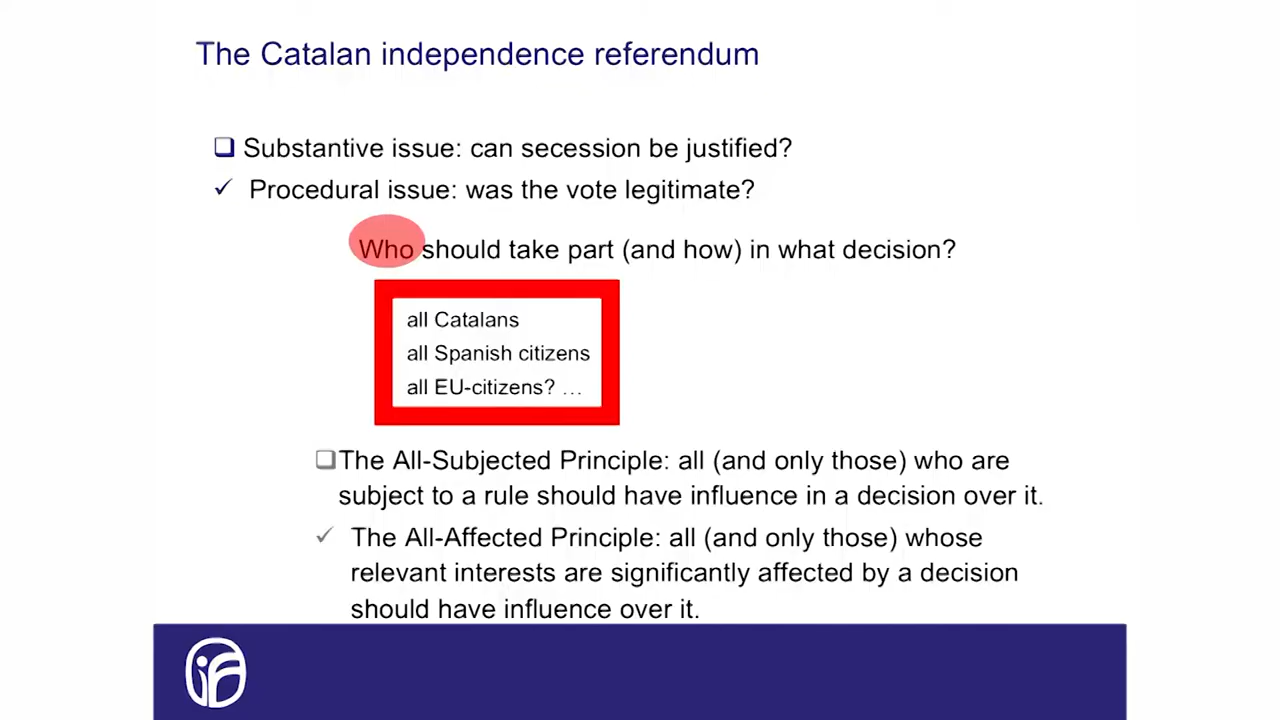 The Catalan independence referendum
Substantive issue: can secession be justified?
Procedural issue: was the vote legitimate?
Who should take part (and how) in what decision?
all Catalans
all Spanish citizens
all EU-citizens? …
The All-Subjected Principle: all (and only those) who are
subject to a rule should have influence in a decision over it.
The All-Affected Principle: all (and only those) whose
relevant interests are significantly affected by a decision
should have influence over it.